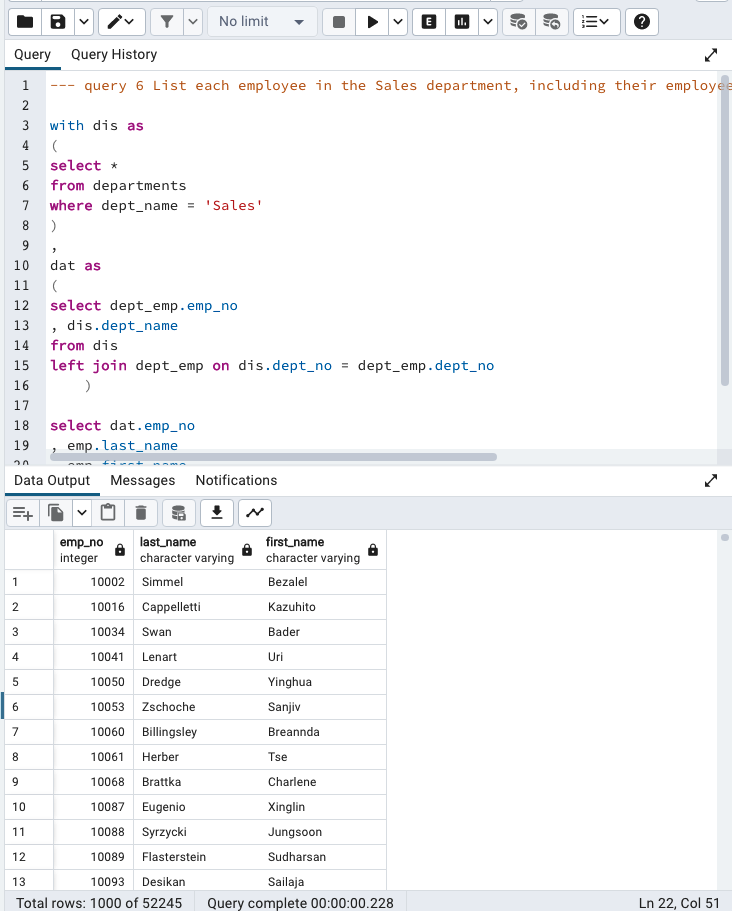 No limit
E
Query Query History
1 --- query 6 List each employee in the Sales department, including their employee
2
3 with dis as
4 (
5 select *
6 from departments
7 where dept_name = 'Sales'
8 )
9 ,
10 dat as
11 (
12 select dept_emp.emp_no
13 , dis.dept_name
14 from dis
15 left join dept_emp on dis.dept_no = dept_emp.dept_no
16 )
17
18 select dat.emp_no
19 , emp.last_name
20 , emp.first_name
Data Output Messages Notifications
emp_no last_name first_name
integer character varying character varying
1 10002 Simmel Bezalel
2 10016 Cappelletti Kazuhito
3 10034 Swan Bader
4 10041 Lenart Uri
5 10050 Dredge Yinghua
6 10053 Zschoche Sanjiv
7 10060 Billingsley Breannda
8 10061 Herber Tse
9 10068 Brattka Charlene
10 10087 Eugenio Xinglin
11 10088 Syrzycki Jungsoon
12 10089 Flasterstein Sudharsan
13 10093 Desikan Sailaja
Total rows: 1000 of 52245 Query complete 00:00:00.228 Ln 22, Col 51